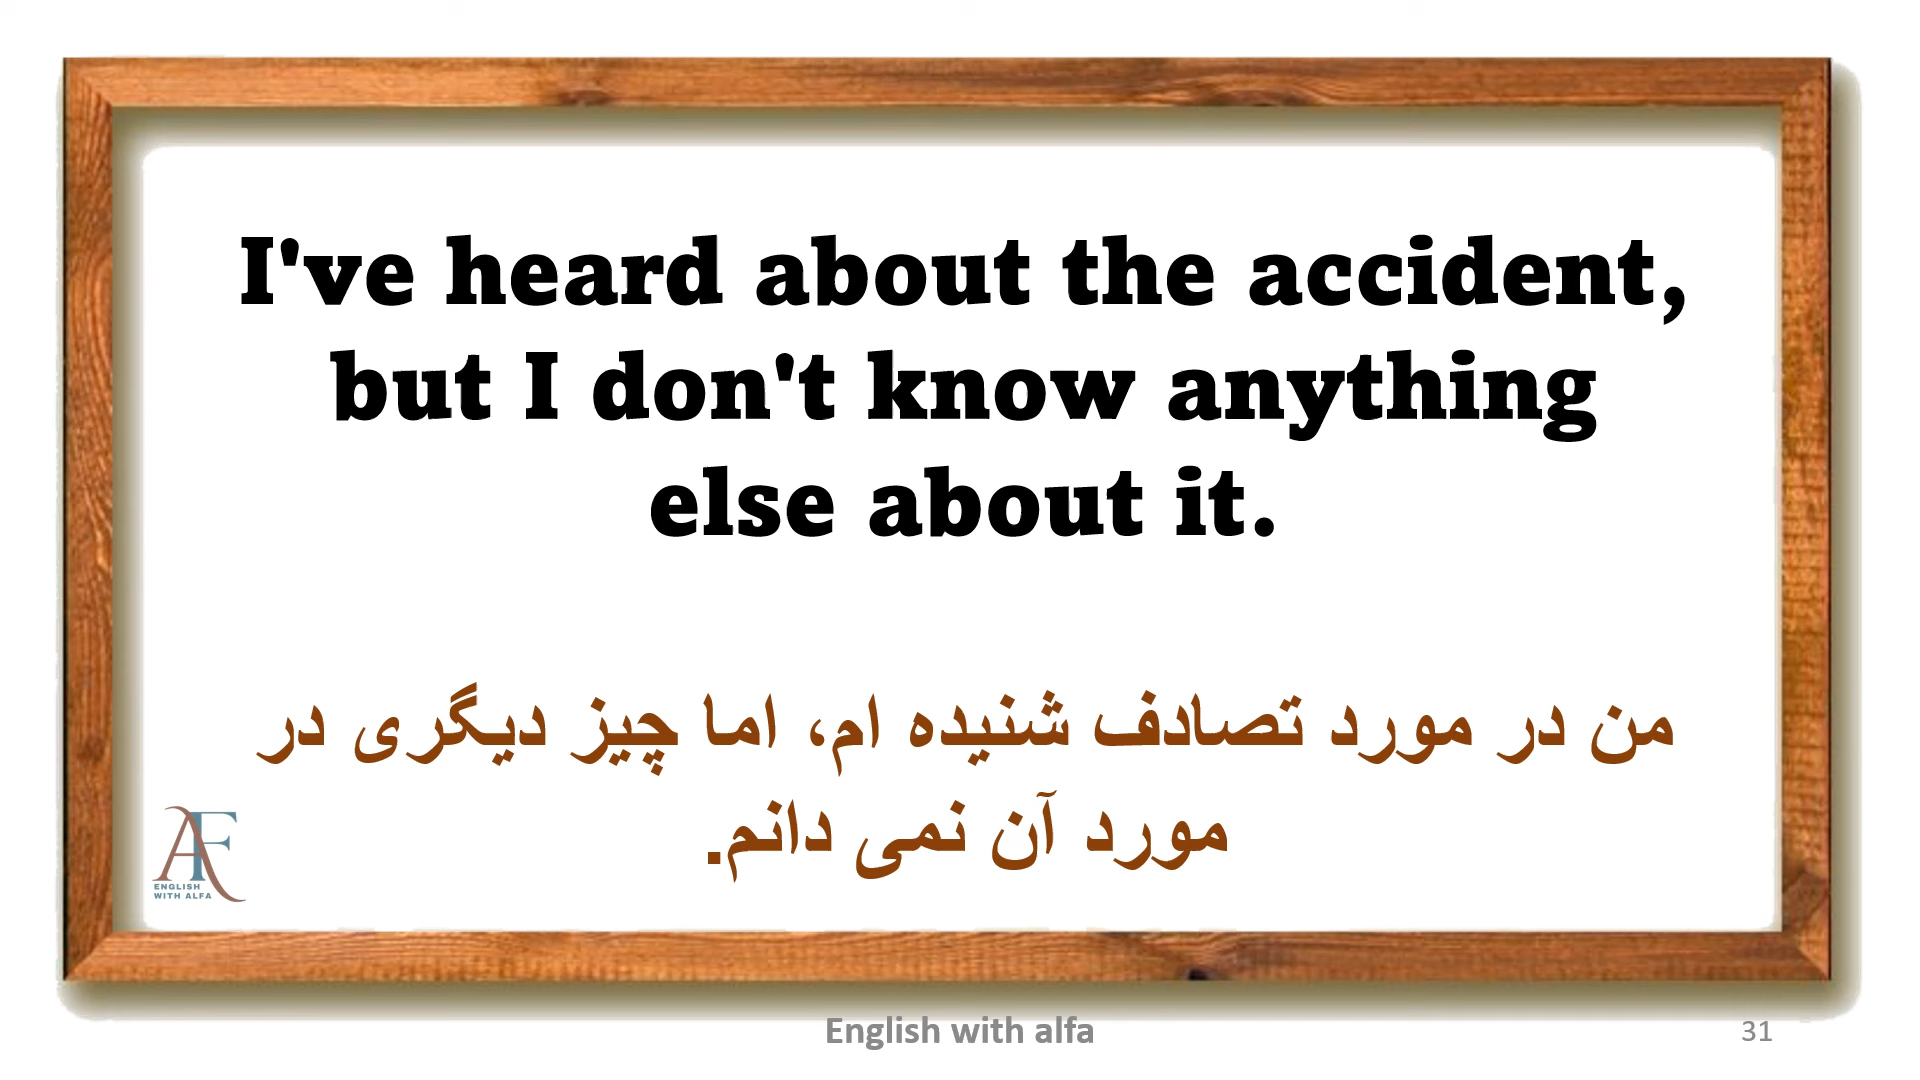 I've heard about the accident,
but I don't know anything
else about it.
من در مورد تصادف شنیده ام، اما چیز دیگری در
مورد آن نمی دانم.
AF
ENGLISH
WITH ALFA
English with alfa
31